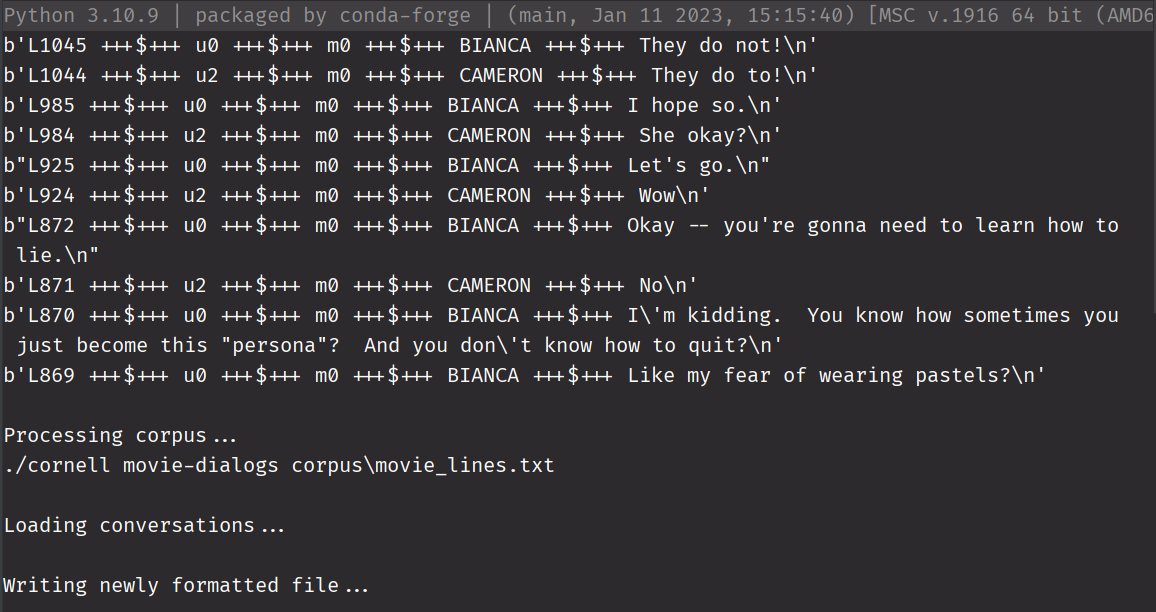 Python 3.10.9 | packaged by conda-forge | (main, Jan 11 2023, 15:15:40) [MSC v.1916 64 bit (AMD6
b'L1045 +++$+++ u0 +++$+++ m0 +++$+++ BIANCA +++$+++ They do not!\n'
b'L1044 +++$+++ u2 +++$+++ m0 +++$+++ CAMERON +++$+++ They do to!\n'
b'L985 +++$+++ u0 +++$+++ m0 +++$+++ BIANCA +++$+++ I hope so.\n'
b'L984 +++$+++ u2 +++$+++ m0 +++$+++ CAMERON +++$+++ She okay?\n'
b"L925 +++$+++ u0 +++$+++ m0 +++$+++ BIANCA +++$+++ Let's go.\n"
b'L924 +++$+++ u2 +++$+++ m0 +++$+++ CAMERON +++$+++ Wow\n'
b"L872 +++$+++ u0 +++$+++ m0 +++$+++ BIANCA +++$+++ Okay -- you're gonna need to learn how to
lie.\n"
b'L871 +++$+++ u2 +++$+++ m0 +++$+++ CAMERON +++$+++ No\n'
b'L870 +++$+++ u0 +++$+++ m0 +++$+++ BIANCA +++$+++ I\'m kidding.  You know how sometimes you
just become this "persona"?  And you don\'t know how to quit?\n'
b'L869 +++$+++ u0 +++$+++ m0 +++$+++ BIANCA +++$+++ Like my fear of wearing pastels?\n'
Processing corpus...
./cornell movie-dialogs corpus\movie_lines.txt
Loading conversations...
Writing newly formatted file...